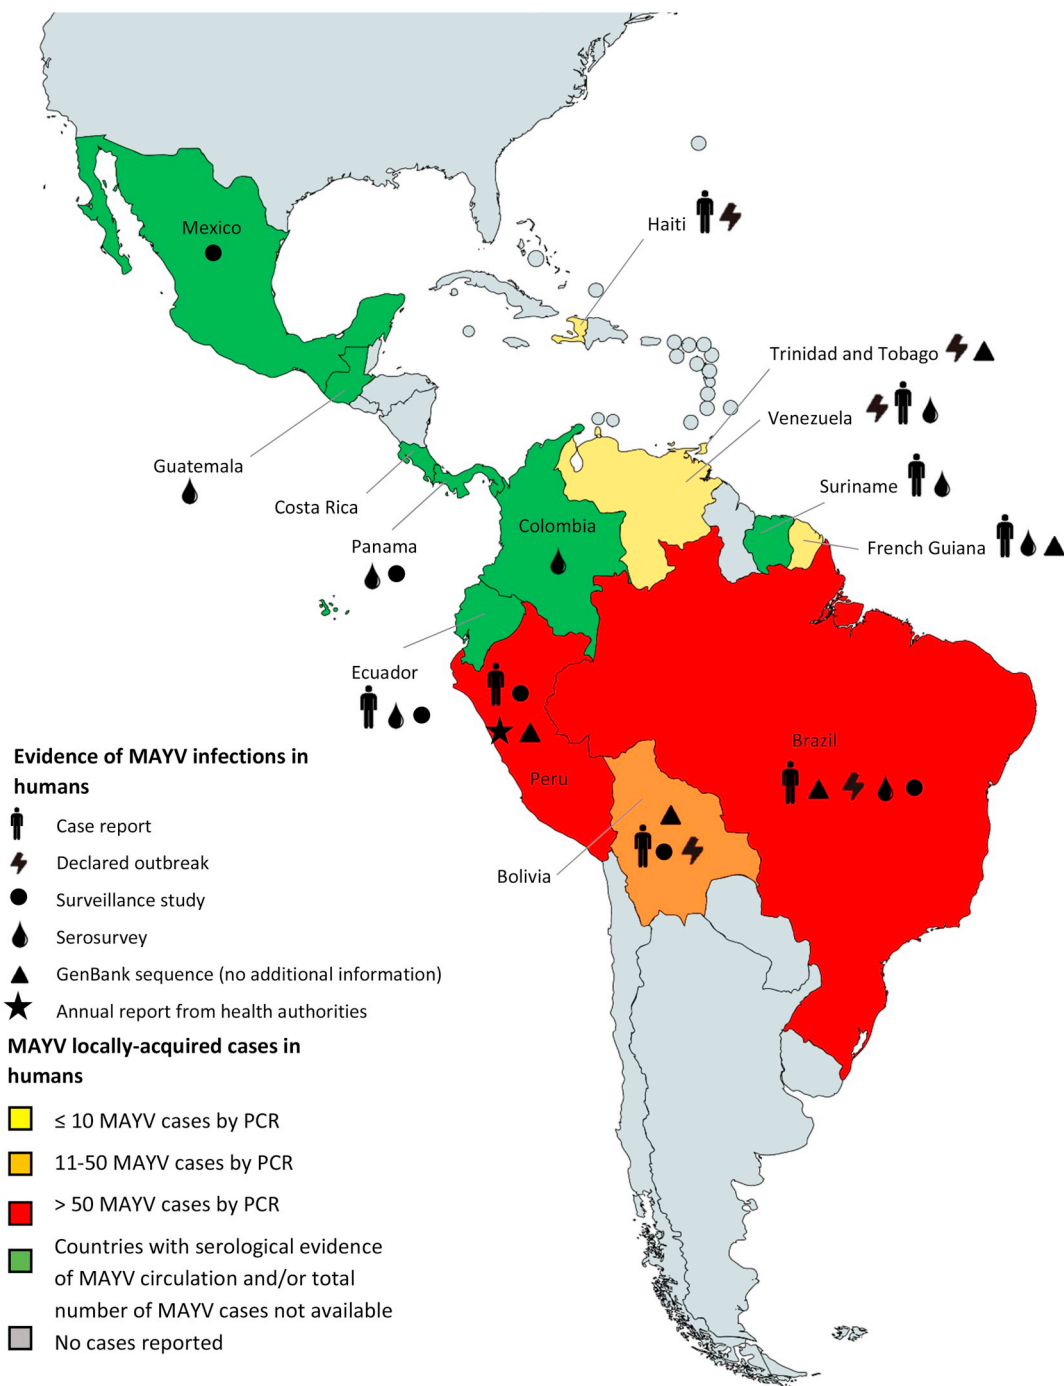 Mexico
Haiti
Trinidad and Tobago
Venezuela
Guatemala
Suriname
Costa Rica
Colombia
Panama
French Guiana
Ecuador
Brazil
Peru
Bolivia
Evidence of MAYV infections in
humans
Case report
Declared outbreak
Surveillance study
Serosurvey
GenBank sequence (no additional information)
Annual report from health authorities
MAYV locally-acquired cases in
humans
≤ 10 MAYV cases by PCR
11-50 MAYV cases by PCR
> 50 MAYV cases by PCR
Countries with serological evidence
of MAYV circulation and/or total
number of MAYV cases not available
No cases reported